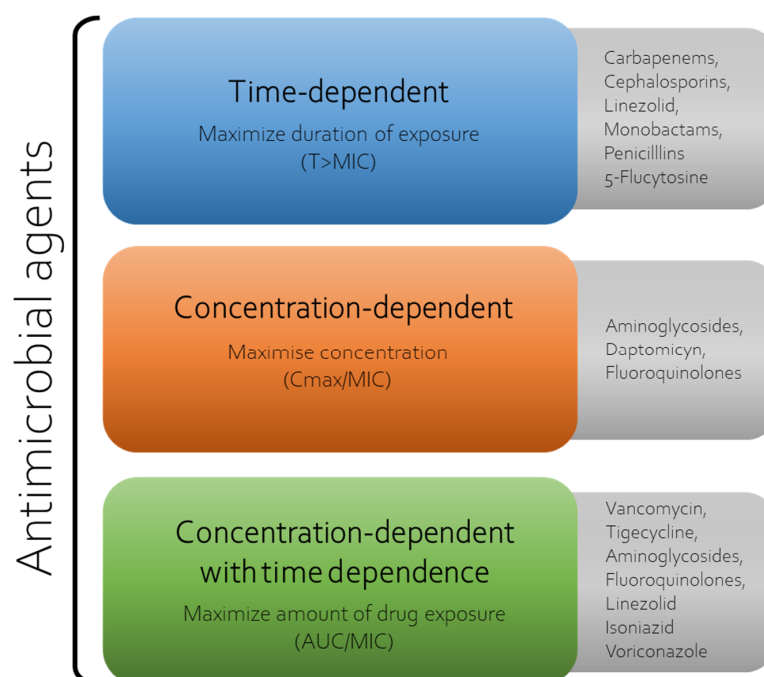 Antimicrobial agents
Time-dependent
Maximize duration of exposure
(T>MIC)
Carbapenems,
Cephalosporins,
Linezolid,
Monobactams,
Penicilllins
5-Flucytosine
Concentration-dependent
Maximise concentration
(Cmax/MIC)
Aminoglycosides,
Daptomicyn,
Fluoroquinolones
Concentration-dependent
with time dependence
Maximize amount of drug exposure
(AUC/MIC)
Vancomycin,
Tigecycline,
Aminoglycosides,
Fluoroquinolones,
Linezolid
Isoniazid
Voriconazole